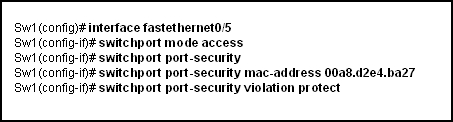 Sw1(config)# interface fastethernet0/5
Sw1(config-if)# switchport mode access
Sw1(config-if)# switchport port-security
Sw1(config-if)# switchport port-security mac-address 00a8.d2e4.ba27
Sw1(config-if)# switchport port-security violation protect